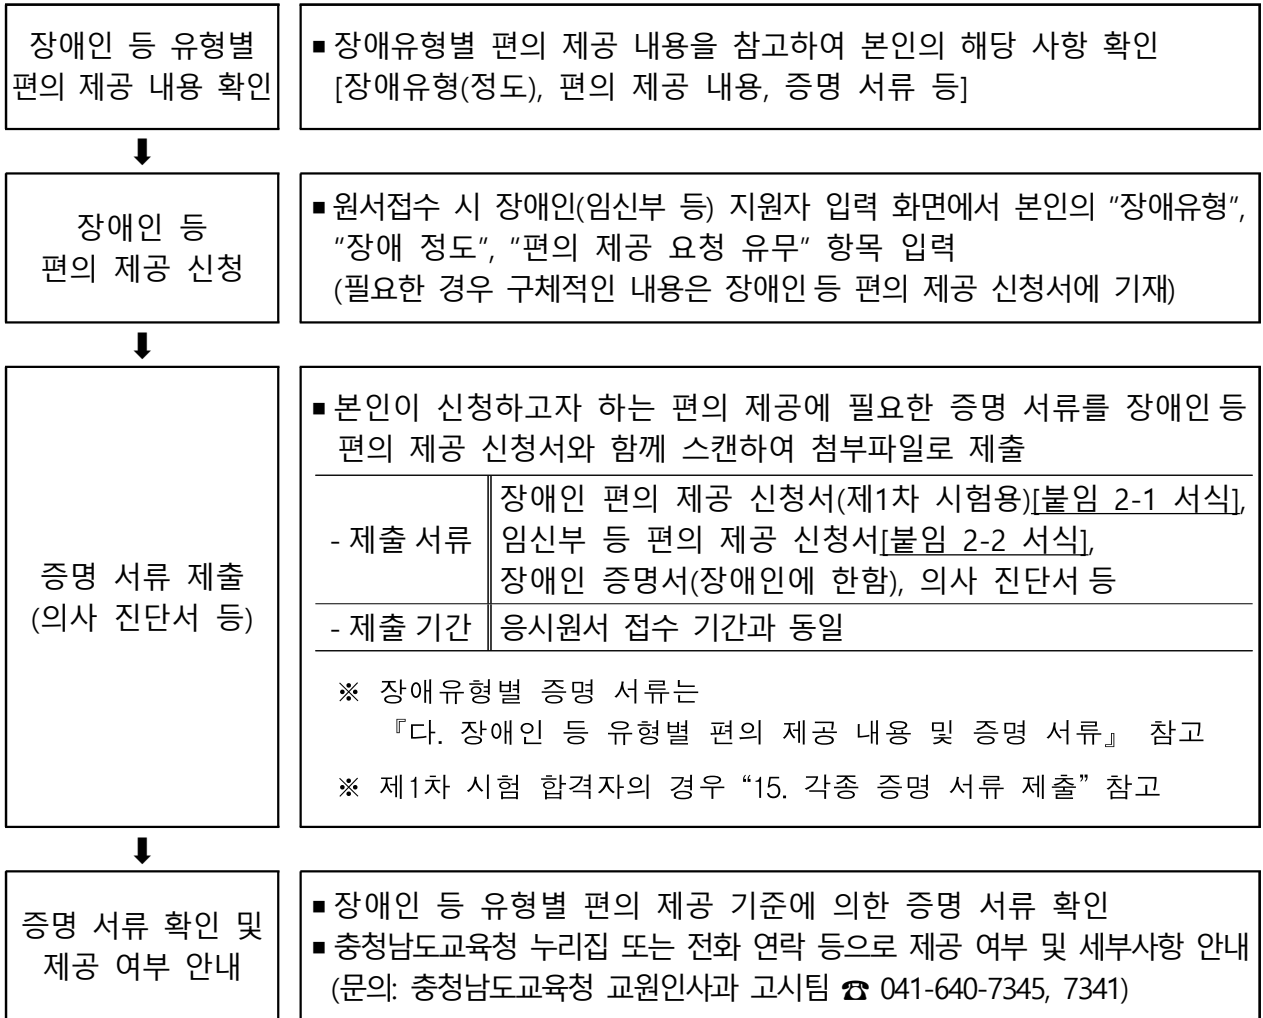 장애인 등 유형별
편의 제공 내용 확인
▪ 장애유형별 편의 제공 내용을 참고하여 본인의 해당 사항 확인
[장애유형(정도), 편의 제공 내용, 증명 서류 등]
⬇
장애인 등
편의 제공 신청
▪ 원서접수 시 장애인(임신부 등) 지원자 입력 화면에서 본인의 "장애유형",
"장애 정도", "편의 제공 요청 유무" 항목 입력
(필요한 경우 구체적인 내용은 장애인 등 편의 제공 신청서에 기재)
⬇
증명 서류 제출
(의사 진단서 등)
▪ 본인이 신청하고자 하는 편의 제공에 필요한 증명 서류를 장애인 등
편의 제공 신청서와 함께 스캔하여 첨부파일로 제출
- 제출 서류
장애인 편의 제공 신청서(제1차 시험용)[붙임 2-1 서식],
임신부 등 편의 제공 신청서[붙임 2-2 서식],
장애인 증명서(장애인에 한함), 의사 진단서 등
- 제출 기간
응시원서 접수 기간과 동일
※ 장애유형별 증명 서류는
『다. 장애인 등 유형별 편의 제공 내용 및 증명 서류』 참고
※ 제1차 시험 합격자의 경우 “15. 각종 증명 서류 제출” 참고
⬇
증명 서류 확인 및
제공 여부 안내
▪ 장애인 등 유형별 편의 제공 기준에 의한 증명 서류 확인
▪ 충청남도교육청 누리집 또는 전화 연락 등으로 제공 여부 및 세부사항 안내
(문의: 충청남도교육청 교원인사과 고시팀 ☎ 041-640-7345, 7341)